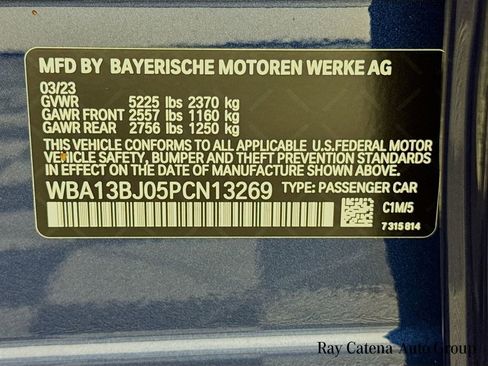 MFD BY BAYERISCHE MOTOREN WERKE AG
03/23
GVWR 5225 lbs 2370 kg
GAWR FRONT 2557 lbs 1160 kg
GAWR REAR 2756 lbs 1250 kg
THIS VEHICLE CONFORMS TO ALL APPLICABLE U.S.FEDERAL MOTOR
VEHICLE SAFETY, BUMPER AND THEFT PREVENTION STANDARDS
IN EFFECT ON THE DATE OF MANUFACTURE SHOWN ABOVE.
WBA13BJ05PCN13269 TYPE: PASSENGER CAR
C1M/5
7315814
Ray Catena Auto Group